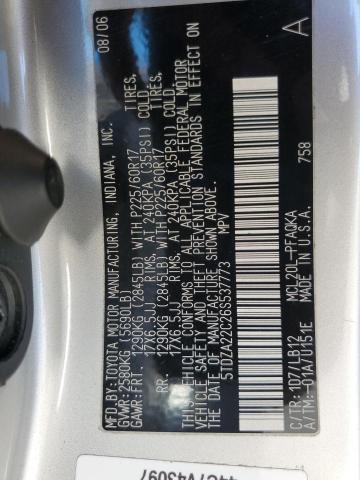 08/06
MFD.BY:TOYOTA MOTOR MANUFACTURING, INDIANA, INC.
GVWR:2580KG (5690LB)
GAWR:FRT. 1290KG (2845LB) WITH P225/60R17 TIRES,
17X6.5JJ RIMS, AT 240KPA (35PSI) COLD.
RR. 1290KG (2845LB) WITH P225/60R17 TIRES,
17X6.5JJ RIMS, AT 240KPA (35PSI) COLD.
THIS VEHICLE CONFORMS TO ALL APPLICABLE FEDERAL MOTOR
VEHICLE SAFETY AND THEFT PREVENTION STANDARDS IN EFFECT ON
THE DATE OF MANUFACTURE SHOWN ABOVE.
5TDZA22C26S537773 MPV
A
C/TR:1D7/LB12 MCL20L-PFAQKA
A/TM:-01A/U151E MADE IN U.S.A. 758